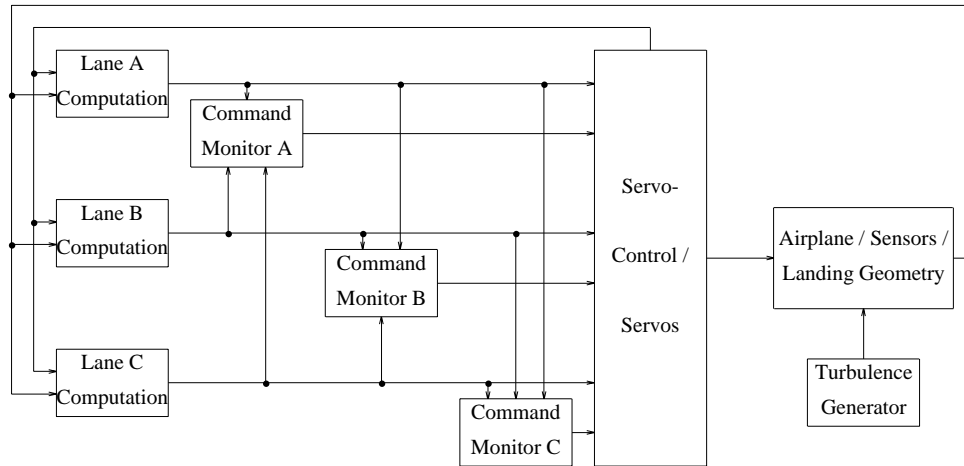 Lane A
Computation
Command
Monitor A
Lane B
Computation
Command
Monitor B
Lane C
Computation
Command
Monitor C
Servo-
Control /
Servos
Airplane / Sensors /
Landing Geometry
Turbulence
Generator